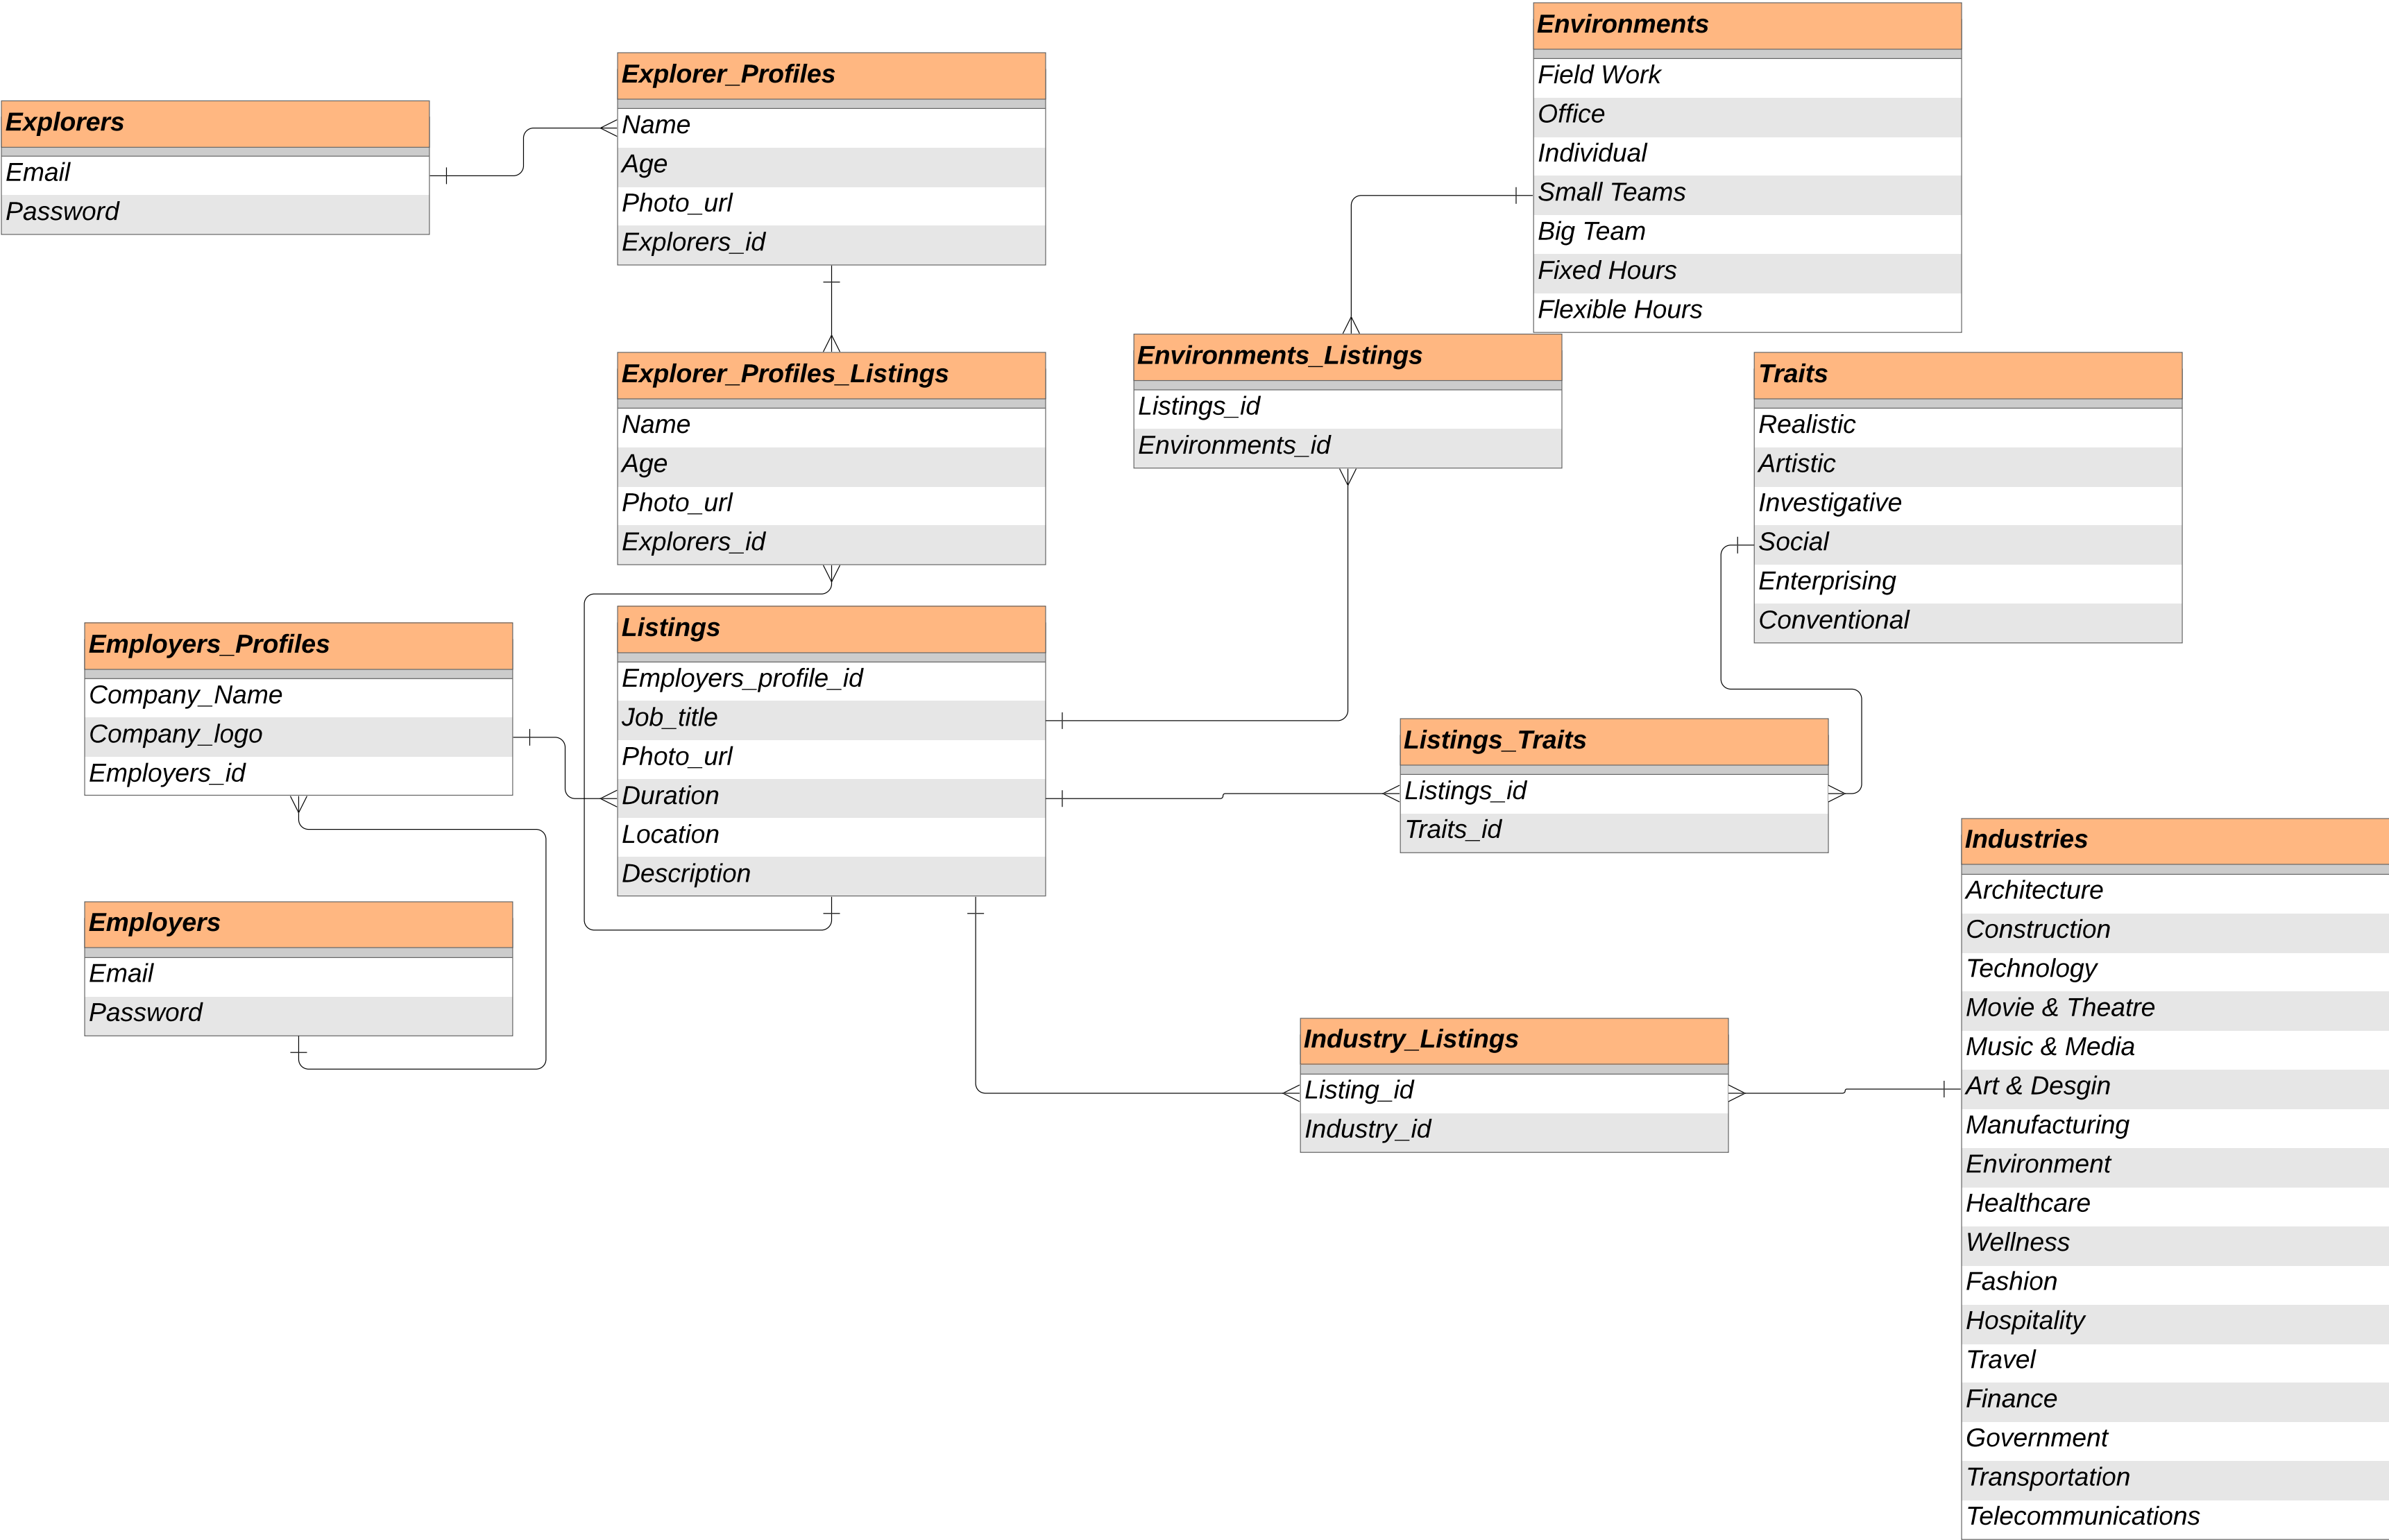 Environments
Field Work
Office
Individual
Small Teams
Big Team
Fixed Hours
Flexible Hours
Explorer_Profiles
Name
Age
Photo_url
Explorers_id
Explorers
Email
Password
Explorer_Profiles_Listings
Name
Age
Photo_url
Explorers_id
Environments_Listings
Listings_id
Environments_id
Traits
Realistic
Artistic
Investigative
Social
Enterprising
Conventional
Employers_Profiles
Company_Name
Company_logo
Employers_id
Listings
Employers_profile_id
Job_title
Photo_url
Duration
Location
Description
Listings_Traits
Listings_id
Traits_id
Employers
Email
Password
Industry_Listings
Listing_id
Industry_id
Industries
Architecture
Construction
Technology
Movie & Theatre
Music & Media
Art & Desgin
Manufacturing
Environment
Healthcare
Wellness
Fashion
Hospitality
Travel
Finance
Government
Transportation
Telecommunications